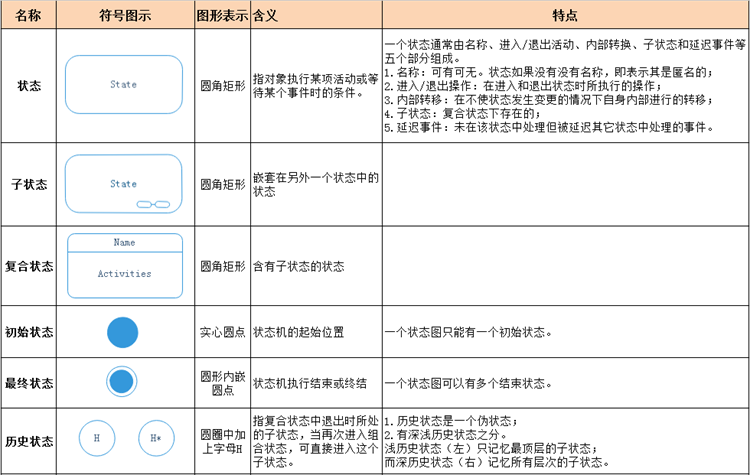 名称 符号图示 图形表示 含义 特点
状态
State
圆角矩形
指对象执行某项活动或等
待某个事件时的条件。
一个状态通常由名称、进入/退出活动、内部转换、子状态和延迟事件等
五个部分组成。
1.名称：可有可无。状态如果没有没有名称，即表示其是匿名的；
2.进入/退出操作：在进入和退出状态时所执行的操作；
3.内部转移：在不使状态发生变更的情况下自身内部进行的转移；
4.子状态：复合状态下存在的；
5.延迟事件：未在该状态中处理但被延迟其它状态中处理的事件。
子状态
State
圆角矩形
嵌套在另外一个状态中的
状态
复合状态
Name
Activities
圆角矩形
含有子状态的状态
初始状态
实心圆点
状态机的起始位置
一个状态图只能有一个初始状态。
最终状态
圆形内嵌
圆点
状态机执行结束或终结
一个状态图可以有多个结束状态。
历史状态
H
H*
圆圈中加
上字母H
指复合状态中退出时所处
的子状态，当再次进入组
合状态，可直接进入这个
子状态。
1.历史状态是一个伪状态；
2.有深浅历史状态之分。
浅历史状态（左）只记忆最顶层的子状态；
而深历史状态（右）记忆所有层次的子状态。